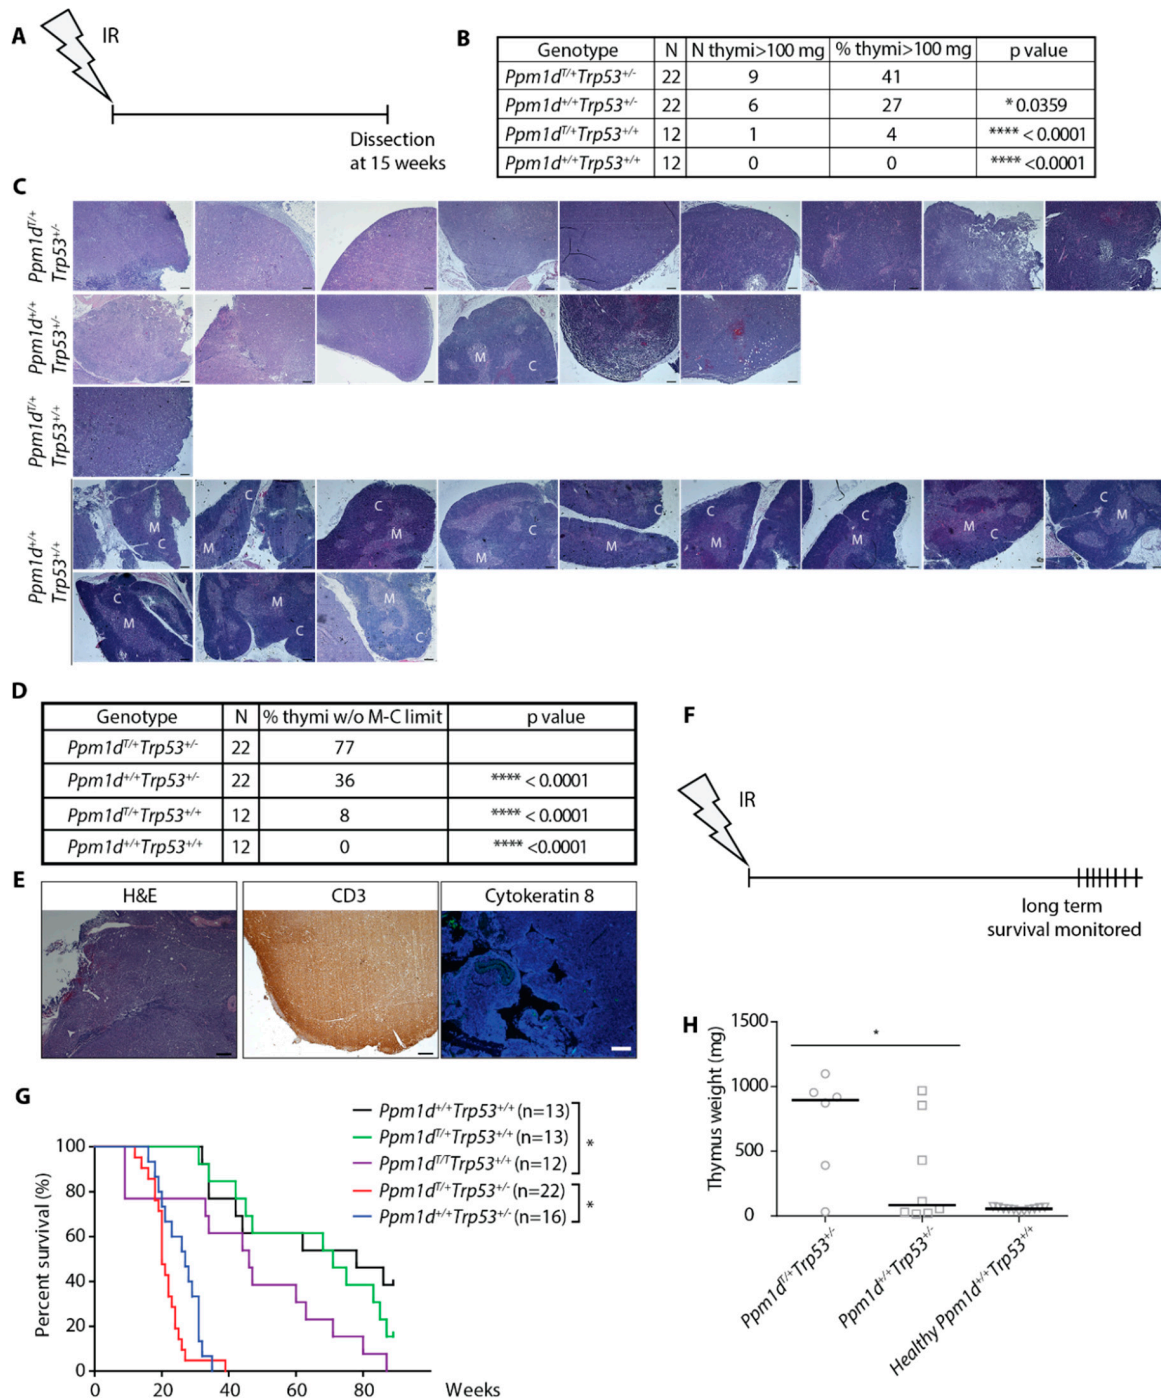 A
IR
Dissection
at 15 weeks
B
Genotype N N thymi>100 mg % thymi>100 mg p value
Ppm1dT/+Trp53+/- 22 9 41
Ppm1d+/+Trp53+/- 22 6 27 * 0.0359
Ppm1dT/+Trp53+/+ 12 1 4 **** < 0.0001
Ppm1d+/+Trp53+/+ 12 0 0 **** <0.0001
C
Ppm1dT/+
Trp53+/-
Ppm1d+/+
Trp53+/-
M C
Ppm1dT/+
Trp53+/+
Ppm1d+/+
Trp53+/+
M C C M C M M C C M C M C M M C C M
C M M C M C
D
Genotype N % thymi w/o M-C limit p value
Ppm1dT/+Trp53+/- 22 77
Ppm1d+/+Trp53+/- 22 36 **** < 0.0001
Ppm1dT/+Trp53+/+ 12 8 **** < 0.0001
Ppm1d+/+Trp53+/+ 12 0 **** <0.0001
E
H&E CD3 Cytokeratin 8
F
IR
long term
survival monitored
G
Ppm1d+/+Trp53+/+ (n=13)
Ppm1dT/+Trp53+/+ (n=13)
*
Ppm1dT/TTrp53+/+ (n=12)
Ppm1dT/+Trp53+/- (n=22)
*
Ppm1d+/+Trp53+/- (n=16)
Percent survival (%)
100
80
60
40
20
0
0 20 40 60 80 Weeks
H
Thymus weight (mg)
1500
1000
500
0
*
Ppm1dT/+Trp53+/-
Ppm1d+/+Trp53+/-
Healthy Ppm1d+/+Trp53+/+